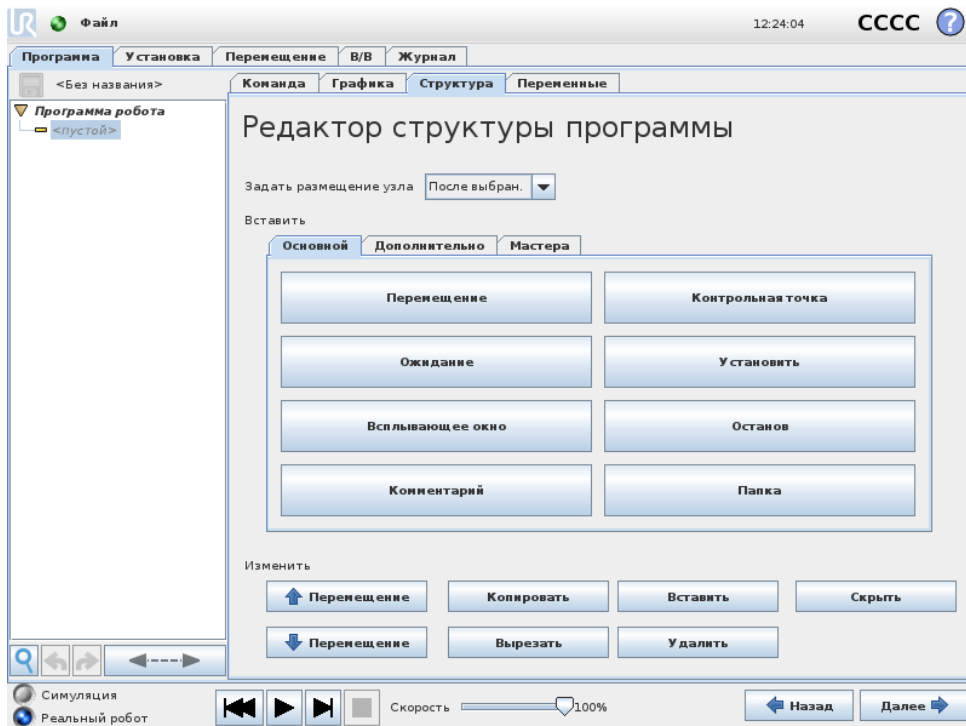 Файл
12:24:04
CCCC
?
Программа
Установка
Перемещение
В/В
Журнал
<Без названия>
Команда
Графика
Структура
Переменные
Программа робота
<пустой>
Редактор структуры программы
Задать размещение узла
После выбран.
Вставить
Основной
Дополнительно
Мастера
Перемещение
Контрольная точка
Ожидание
Установить
Всплывающее окно
Останов
Комментарий
Папка
Изменить
Перемещение
Копировать
Вставить
Скрыть
Перемещение
Вырезать
Удалить
Симуляция
Реальный робот
Скорость
100%
Назад
Далее